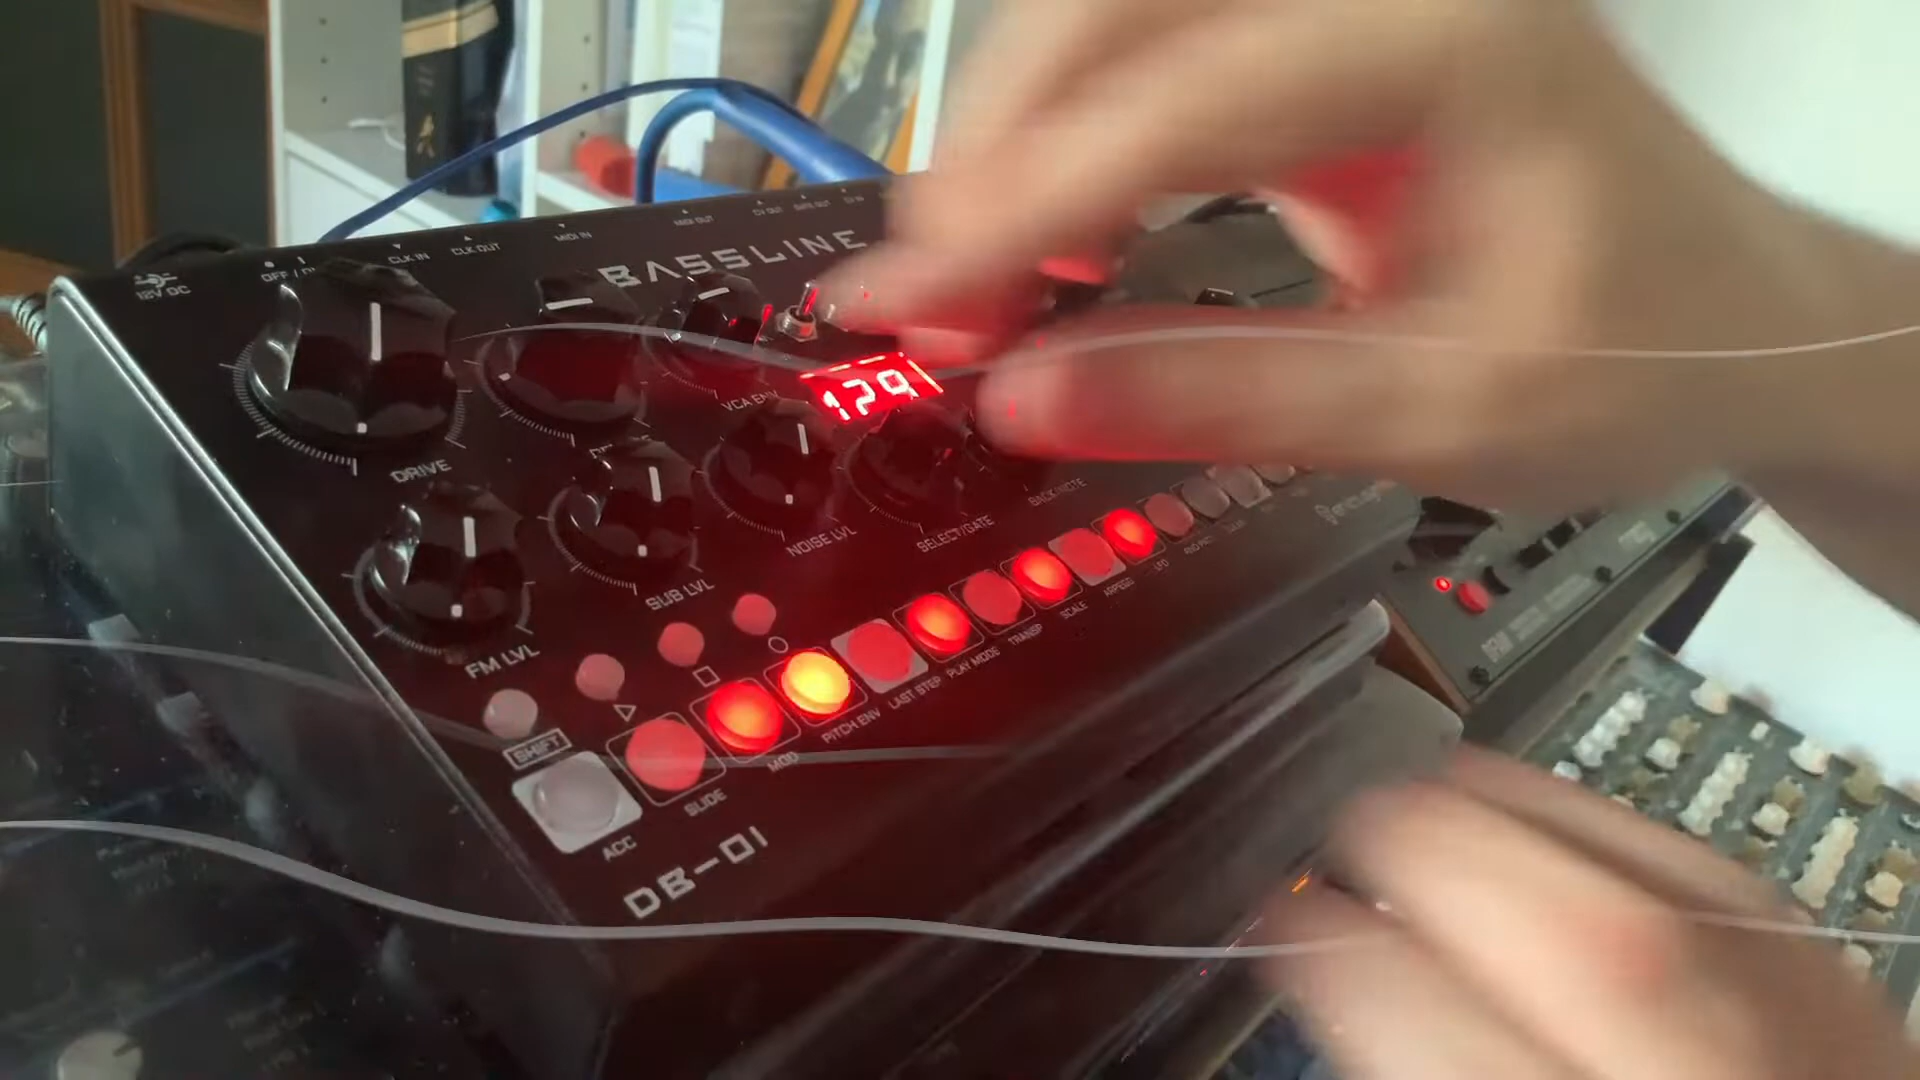 12V DC
CLK IN
CLK OUT
MIDI IN
MIDI OUT
CV OUT
GATE OUT
BASSLINE
VCA ENV
129
DRIVE
FM LVL
SUB LVL
NOISE LVL
SELECT/GATE
BACK/NOTE
SHIFT
ACC
SLIDE
MOD
PITCH ENV
LAST STEP
PLAY MODE
TRANSP
SCALE
ARPEGG
LFO
DB-01